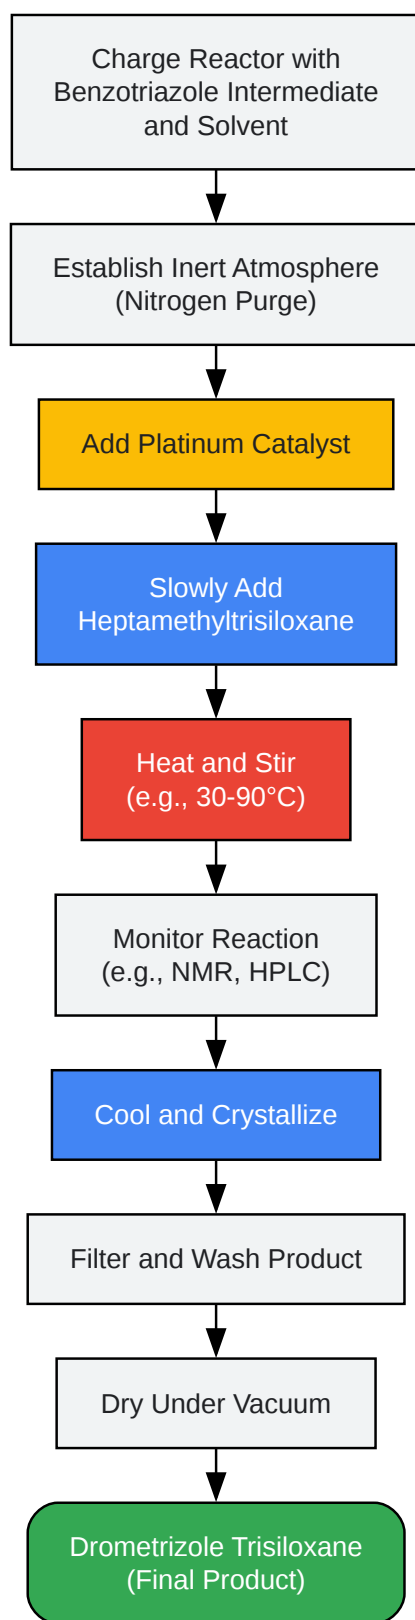 Charge Reactor with
Benzotriazole Intermediate
and Solvent
Establish Inert Atmosphere
(Nitrogen Purge)
Add Platinum Catalyst
Slowly Add
Heptamethyltrisiloxane
Heat and Stir
(e.g., 30-90°C)
Monitor Reaction
(e.g., NMR, HPLC)
Cool and Crystallize
Filter and Wash Product
Dry Under Vacuum
Drometrizole Trisiloxane
(Final Product)